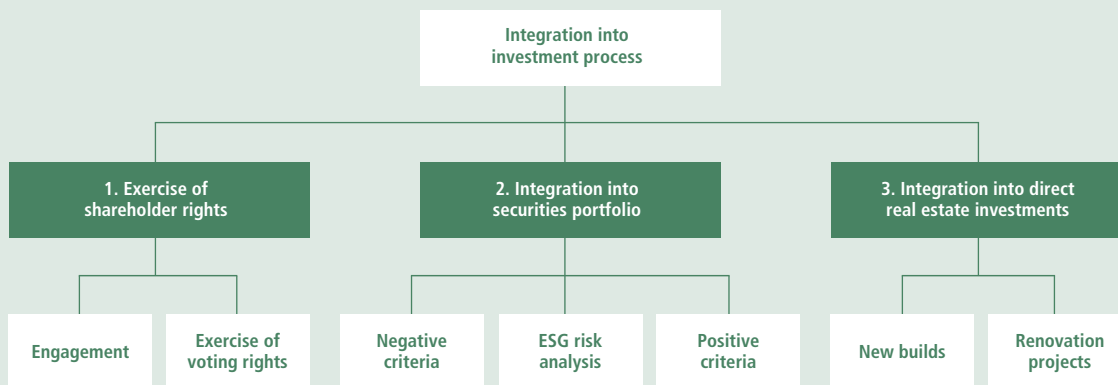 Integration into
investment process
1. Exercise of
shareholder rights
2. Integration into
securities portfolio
3. Integration into direct
real estate investments
Engagement
Exercise of
voting rights
Negative
criteria
ESG risk
analysis
Positive
criteria
New builds
Renovation
projects